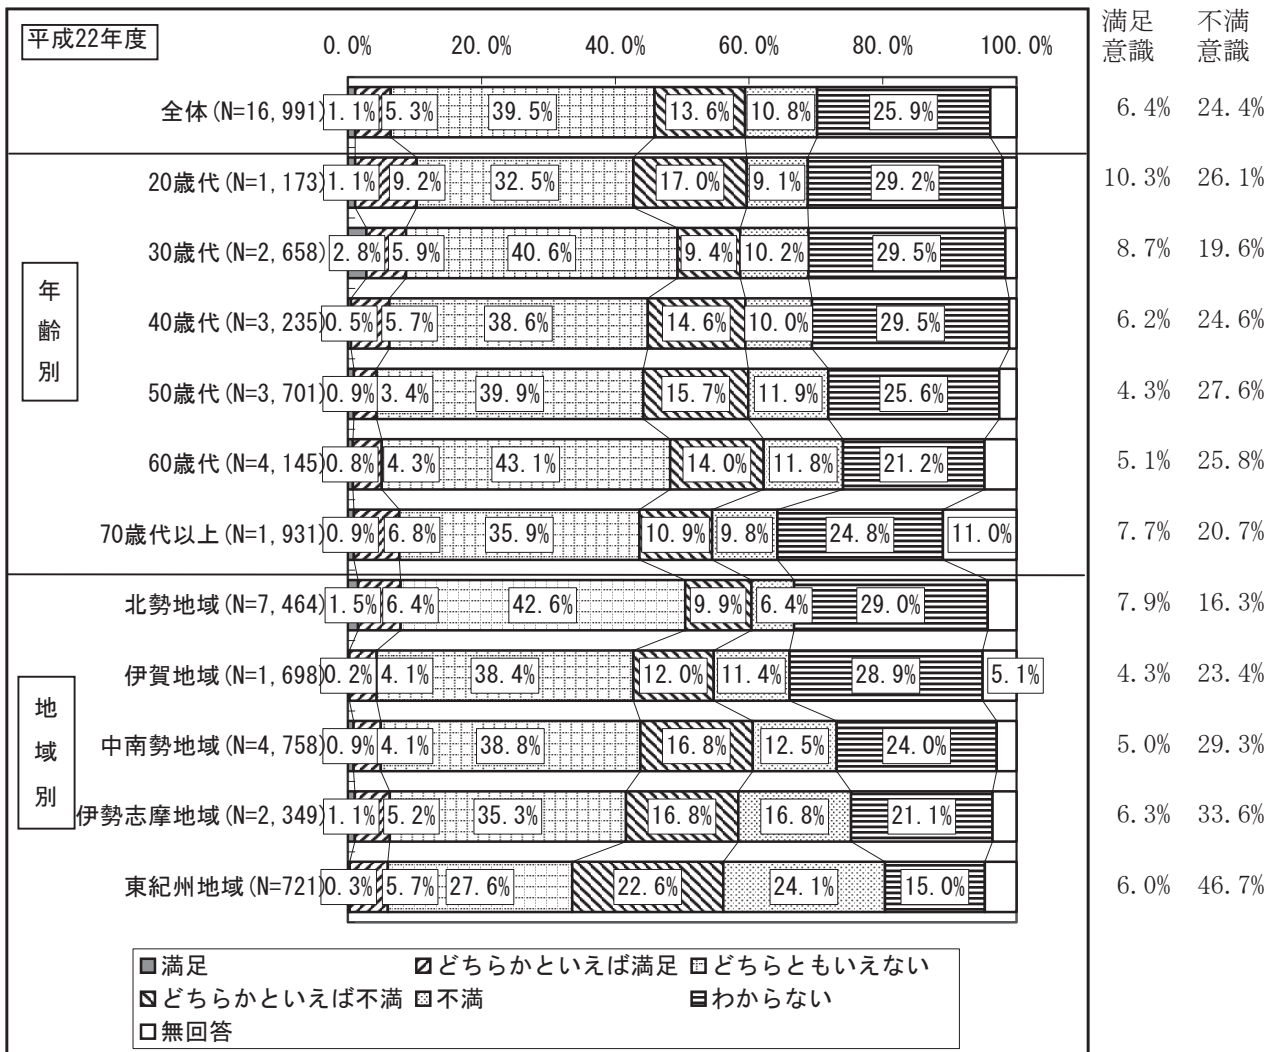 満足 不満
意識 意識
平成22年度
0.0% 20.0% 40.0% 60.0% 80.0% 100.0%
全体(N=16,991) 1.1% 5.3% 39.5% 13.6% 10.8% 25.9% 6.4% 24.4%
20歳代(N=1,173) 1.1% 9.2% 32.5% 17.0% 9.1% 29.2% 10.3% 26.1%
30歳代(N=2,658) 2.8% 5.9% 40.6% 9.4% 10.2% 29.5% 8.7% 19.6%
40歳代(N=3,235) 0.5% 5.7% 38.6% 14.6% 10.0% 29.5% 6.2% 24.6%
50歳代(N=3,701) 0.9% 3.4% 39.9% 15.7% 11.9% 25.6% 4.3% 27.6%
60歳代(N=4,145) 0.8% 4.3% 43.1% 14.0% 11.8% 21.2% 5.1% 25.8%
70歳代以上(N=1,931) 0.9% 6.8% 35.9% 10.9% 9.8% 24.8% 11.0% 7.7% 20.7%
年齢別
北勢地域(N=7,464) 1.5% 6.4% 42.6% 9.9% 6.4% 29.0% 7.9% 16.3%
伊賀地域(N=1,698) 0.2% 4.1% 38.4% 12.0% 11.4% 28.9% 5.1% 4.3% 23.4%
中南勢地域(N=4,758) 0.9% 4.1% 38.8% 16.8% 12.5% 24.0% 5.0% 29.3%
伊勢志摩地域(N=2,349) 1.1% 5.2% 35.3% 16.8% 16.8% 21.1% 6.3% 33.6%
東紀州地域(N=721) 0.3% 5.7% 27.6% 22.6% 24.1% 15.0% 6.0% 46.7%
地域別
満足 どちらかといえば満足 どちらともいえない
どちらかといえば不満 不満 わからない
無回答